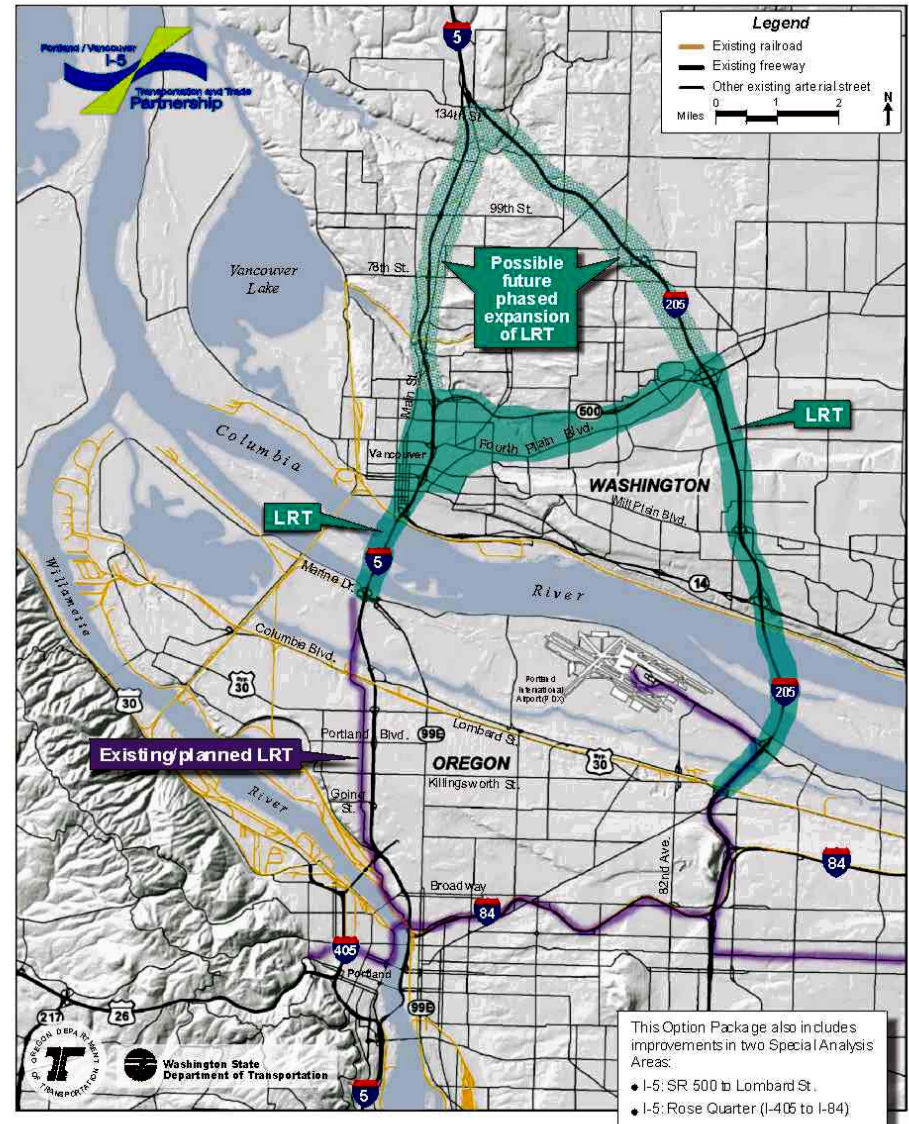 Portland / Vancouver
I-5
Transportation and Trade
Partnership
5
Legend
Existing railroad
Existing freeway
Other existing arterial street
0 1 2
Miles
N
134th St.
99th St.
78th St.
Vancouver
Lake
Possible
future
phased
expansion
of LRT
205
Main St.
500
Fourth Plain Blvd.
LRT
Columbia
Vancouver
WASHINGTON
Mill Plain Blvd.
LRT
5
14
River
Marine Dr.
Willamette
Columbia Blvd.
30
30
Portland
International
Airport(PDX)
205
Portland Blvd.
99E
Lombard St.
30
Existing/planned LRT
OREGON
Killingsworth St.
Going
St.
River
82nd Ave.
84
Broadway
84
405
Portland
99E
217
26
OREGON DEPARTMENT
OF TRANSPORTATION
Washington State
Department of Transportation
5
This Option Package also includes
improvements in two Special Analysis
Areas:
• I-5: SR 500 to Lombard St.
• I-5: Rose Quarter (I-405 to I-84)